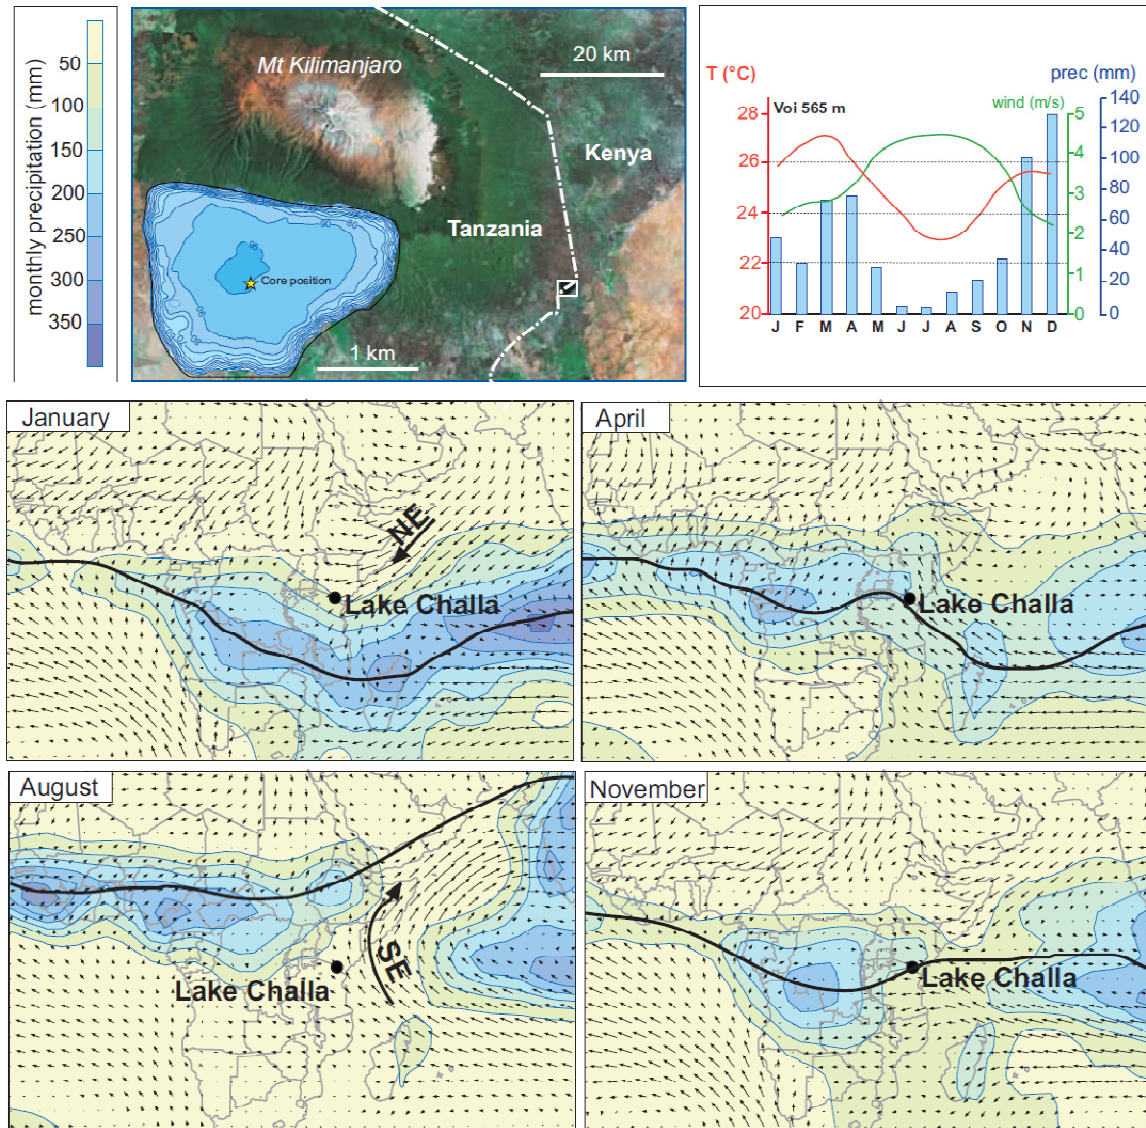 monthly precipitation (mm)
50
100
150
200
250
300
350
Mt Kilimanjaro
20 km
Kenya
Tanzania
Core position
1 km
90
80
96
T (°C)
prec (mm)
wind (m/s)
Voi 565 m
28
26
24
22
20
5
4
3
2
1
0
140
120
100
80
60
40
20
0
J F M A M J J A S O N D
January
NE
Lake Challa
April
Lake Challa
August
SE
Lake Challa
November
Lake Challa